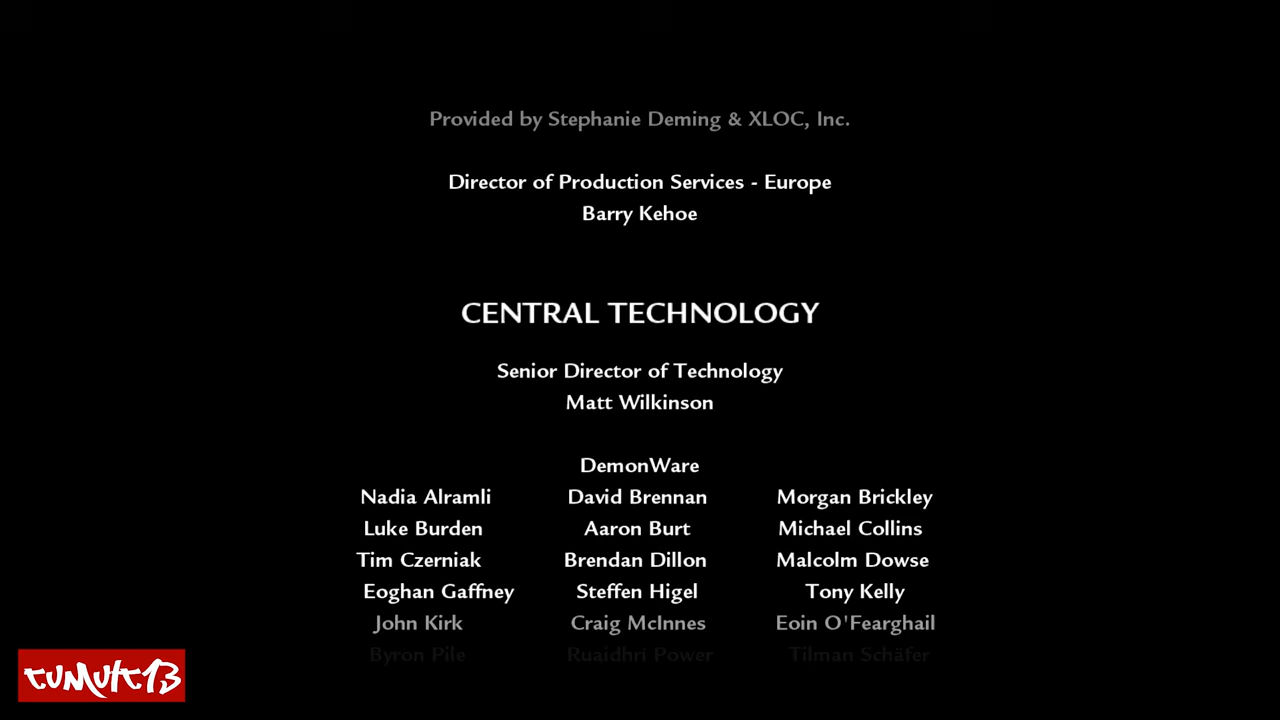 Provided by Stephanie Deming & XLOC, Inc.
Director of Production Services - Europe
Barry Kehoe
CENTRAL TECHNOLOGY
Senior Director of Technology
Matt Wilkinson
DemonWare
Nadia Alramli David Brennan Morgan Brickley
Luke Burden Aaron Burt Michael Collins
Tim Czerniak Brendan Dillon Malcolm Dowse
Eoghan Gaffney Steffen Higel Tony Kelly
John Kirk Craig McInnes Eoin O'Fearghail
Byron Pile Ruaidhri Power Tilman Schäfer
tumult13